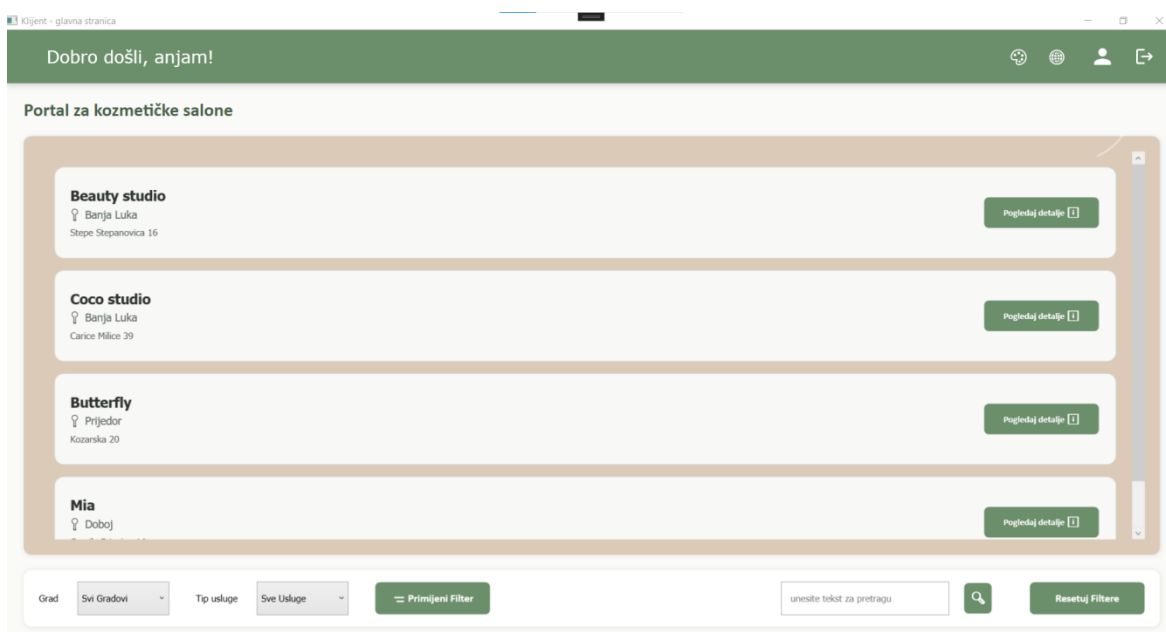 Klijent - glavna stranica
Dobro došli, anjam!
Portal za kozmetičke salone
Beauty studio
Banja Luka
Stepe Stepanovica 16
Pogledaj detalje
Coco studio
Banja Luka
Carice Milice 39
Pogledaj detalje
Butterfly
Prijedor
Kozarska 20
Pogledaj detalje
Mia
Doboj
Pogledaj detalje
Grad
Svi Gradovi
Tip usluge
Sve Usluge
Primijeni Filter
unesite tekst za pretragu
Resetuj Filtere